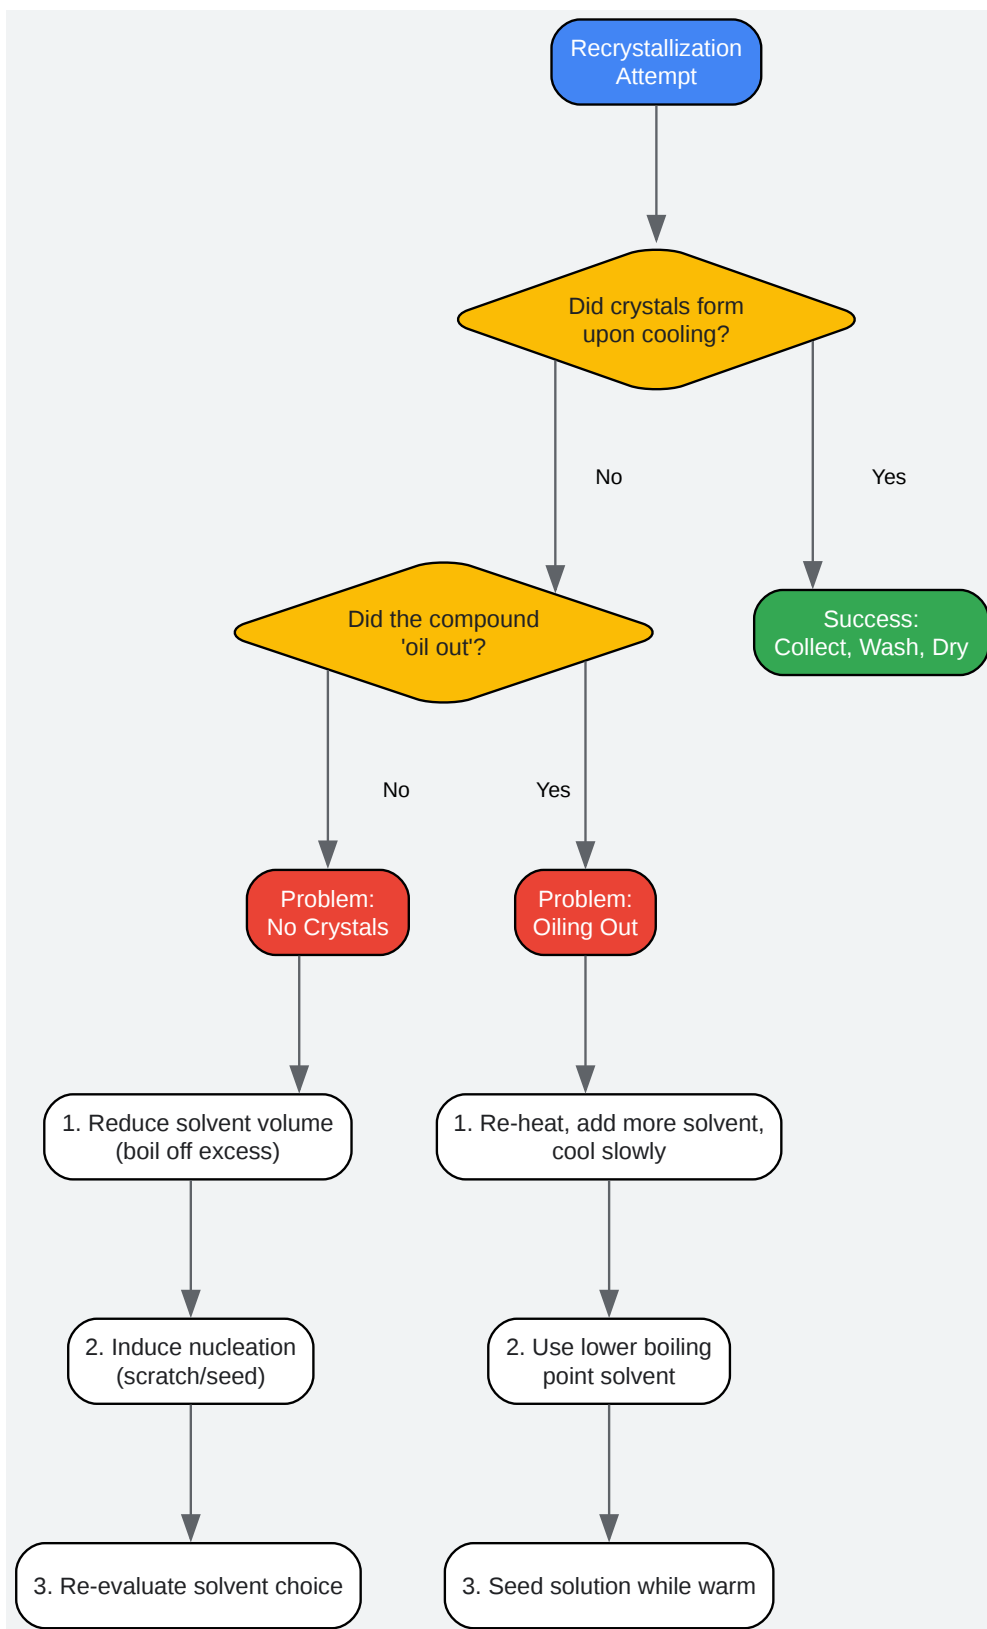 Recrystallization
Attempt
Did crystals form
upon cooling?
No
Yes
Did the compound
'oil out'?
Success:
Collect, Wash, Dry
No
Yes
Problem:
No Crystals
Problem:
Oiling Out
1. Reduce solvent volume
(boil off excess)
1. Re-heat, add more solvent,
cool slowly
2. Induce nucleation
(scratch/seed)
2. Use lower boiling
point solvent
3. Re-evaluate solvent choice
3. Seed solution while warm